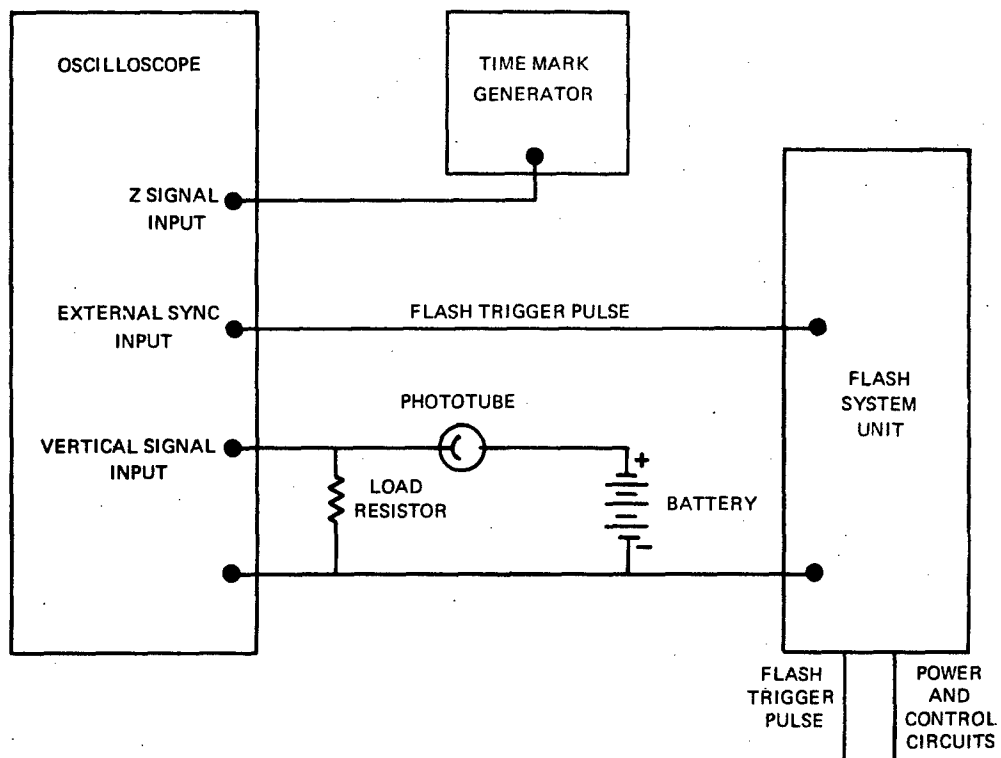 OSCILLOSCOPE
TIME MARK
GENERATOR
Z SIGNAL
INPUT
EXTERNAL SYNC
INPUT
FLASH TRIGGER PULSE
FLASH
SYSTEM
UNIT
PHOTOTUBE
VERTICAL SIGNAL
INPUT
LOAD
RESISTOR
+
BATTERY
−
FLASH
TRIGGER
PULSE
POWER
AND
CONTROL
CIRCUITS